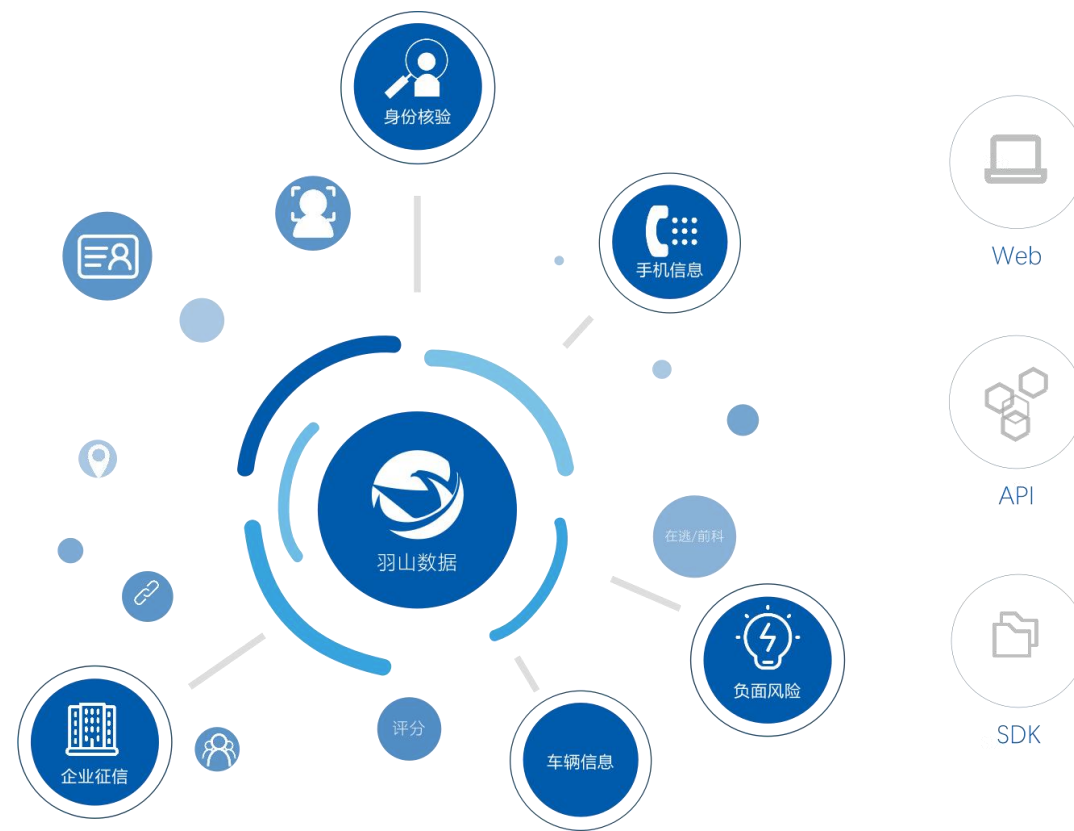 身份核验
手机信息
Web
API
在逃/前科
羽山数据
负面风险
SDK
评分
车辆信息
企业征信